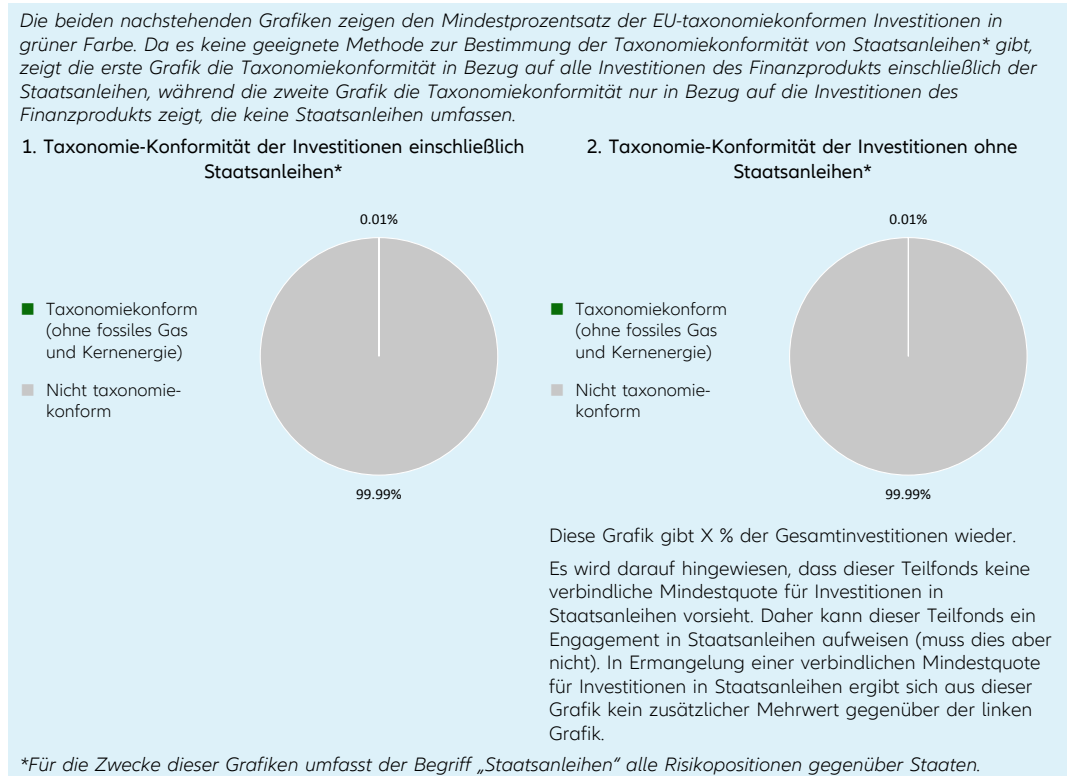 Die beiden nachstehenden Grafiken zeigen den Mindestprozentsatz der EU-taxonomiekonformen Investitionen in
grüner Farbe. Da es keine geeignete Methode zur Bestimmung der Taxonomiekonformität von Staatsanleihen* gibt,
zeigt die erste Grafik die Taxonomiekonformität in Bezug auf alle Investitionen des Finanzprodukts einschließlich der
Staatsanleihen, während die zweite Grafik die Taxonomiekonformität nur in Bezug auf die Investitionen des
Finanzprodukts zeigt, die keine Staatsanleihen umfassen.
1. Taxonomie-Konformität der Investitionen einschließlich
Staatsanleihen*
0.01%
Taxonomiekonform
(ohne fossiles Gas
und Kernenergie)
Nicht taxonomie-
konform
99.99%
2. Taxonomie-Konformität der Investitionen ohne
Staatsanleihen*
0.01%
Taxonomiekonform
(ohne fossiles Gas
und Kernenergie)
Nicht taxonomie-
konform
99.99%
Diese Grafik gibt X % der Gesamtinvestitionen wieder.
Es wird darauf hingewiesen, dass dieser Teilfonds keine
verbindliche Mindestquote für Investitionen in
Staatsanleihen vorsieht. Daher kann dieser Teilfonds ein
Engagement in Staatsanleihen aufweisen (muss dies aber
nicht). In Ermangelung einer verbindlichen Mindestquote
für Investitionen in Staatsanleihen ergibt sich aus dieser
Grafik kein zusätzlicher Mehrwert gegenüber der linken
Grafik.
*Für die Zwecke dieser Grafiken umfasst der Begriff „Staatsanleihen" alle Risikopositionen gegenüber Staaten.